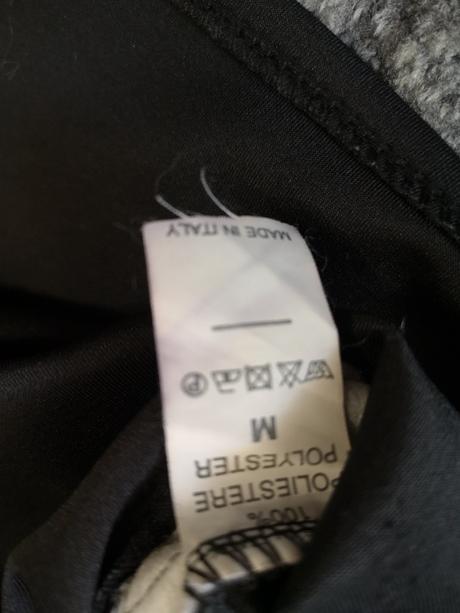 100%
POLIESTERE
POLYESTER
M
MADE IN ITALY